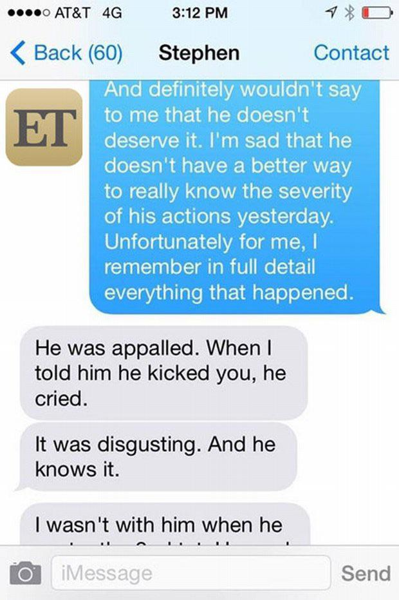 AT&T 4G 3:12 PM
Back (60) Stephen Contact
And definitely wouldn't say
to me that he doesn't
deserve it. I'm sad that he
doesn't have a better way
to really know the severity
of his actions yesterday.
Unfortunately for me, I
remember in full detail
everything that happened.
ET
He was appalled. When I
told him he kicked you, he
cried.
It was disgusting. And he
knows it.
I wasn't with him when he
iMessage Send